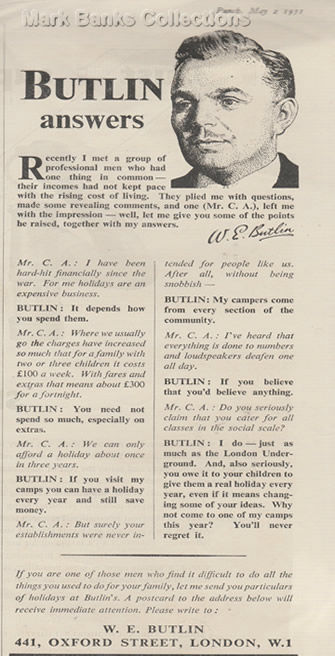 Mark Banks Collections
Punch, May 2 1951
BUTLIN
answers
Recently I met a group of
professional men who had
one thing in common —
their incomes had not kept pace
with the rising cost of living. They plied me with questions,
made some revealing comments, and one (Mr. C. A.), left me
with the impression — well, let me give you some of the points
he raised, together with my answers.
W. E. Butlin
Mr. C. A.: I have been
hard-hit financially since the
war. For me holidays are an
expensive business.
BUTLIN: It depends how
you spend them.
Mr. C. A.: Where we usually
go the charges have increased
so much that for a family with
two or three children it costs
£100 a week. With fares and
extras that means about £300
for a fortnight.
BUTLIN: You need not
spend so much, especially on
extras.
Mr. C. A.: We can only
afford a holiday about once
in three years.
BUTLIN: If you visit my
camps you can have a holiday
every year and still save
money.
Mr. C. A.: But surely your
establishments were never in-
tended for people like us.
After all, without being
snobbish —
BUTLIN: My campers come
from every section of the
community.
Mr. C. A.: I've heard that
everything is done to numbers
and loudspeakers deafen one
all day.
BUTLIN: If you believe
that you'd believe anything.
Mr. C. A.: Do you seriously
claim that you cater for all
classes in the social scale?
BUTLIN: I do — just as
much as the London Under-
ground. And, also seriously,
you owe it to your children to
give them a real holiday every
year, even if it means chang-
ing some of your ideas. Why
not come to one of my camps
this year? You'll never
regret it.
If you are one of those men who find it difficult to do all the
things you used to do for your family, let me send you particulars
of holidays at Butlin's. A postcard to the address below will
receive immediate attention. Please write to:
W. E. BUTLIN
441, OXFORD STREET, LONDON, W.1